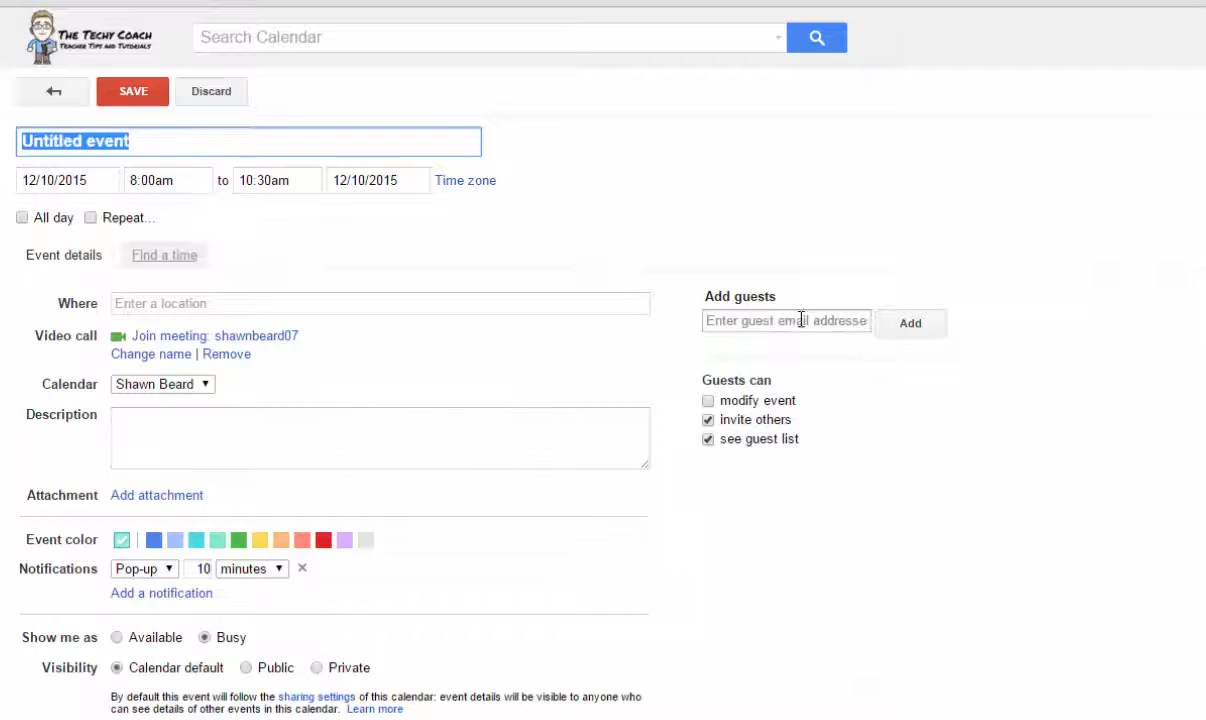 THE TECHY COACH
TEACHER TIPS AND TUTORIALS
Search Calendar
SAVE Discard
Untitled event
12/10/2015 8:00am to 10:30am 12/10/2015 Time zone
All day Repeat...
Event details Find a time
Where Enter a location
Video call Join meeting: shawnbeard07
Change name | Remove
Calendar Shawn Beard
Description
Attachment Add attachment
Event color
Notifications Pop-up 10 minutes
Add a notification
Show me as Available Busy
Visibility Calendar default Public Private
By default this event will follow the sharing settings of this calendar: event details will be visible to anyone who
can see details of other events in this calendar. Learn more
Add guests
Enter guest email addresse Add
Guests can
modify event
invite others
see guest list